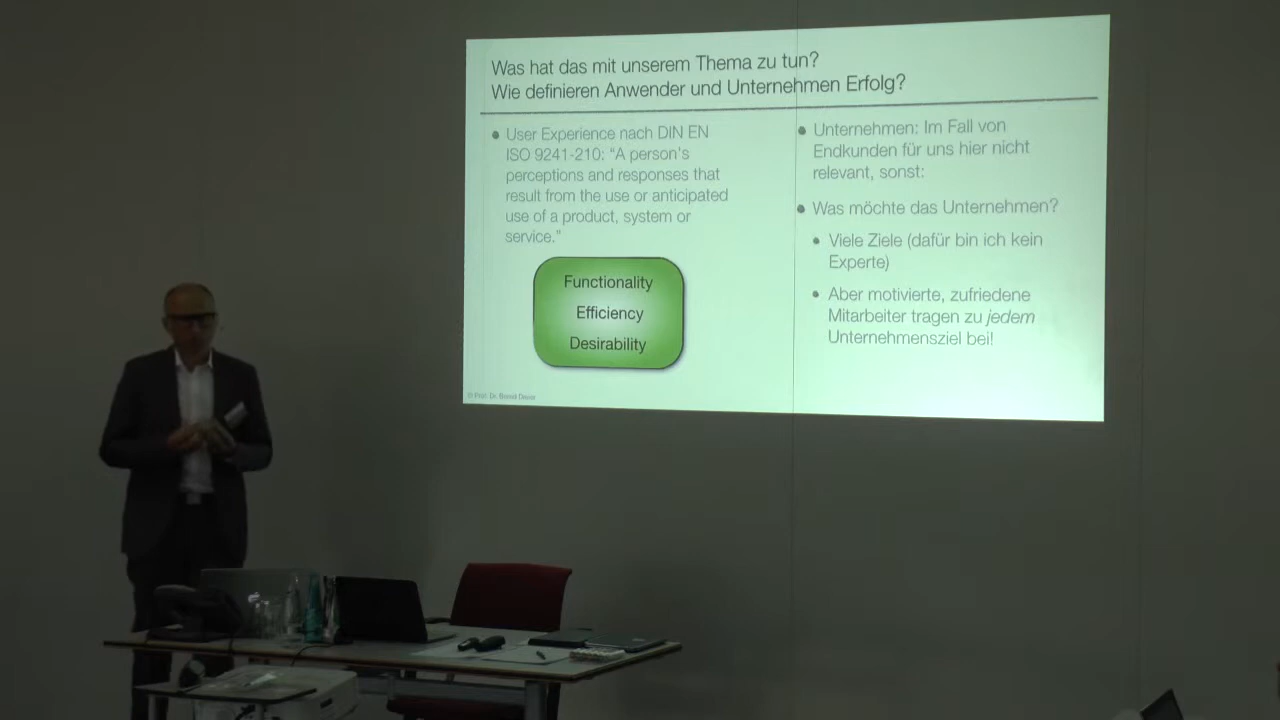 Was hat das mit unserem Thema zu tun?
Wie definieren Anwender und Unternehmen Erfolg?
● User Experience nach DIN EN
ISO 9241-210: "A person's
perceptions and responses that
result from the use or anticipated
use of a product, system or
service."
Functionality
Efficiency
Desirability
● Unternehmen: Im Fall von
Endkunden für uns hier nicht
relevant, sonst:
● Was möchte das Unternehmen?
● Viele Ziele (dafür bin ich kein
Experte)
● Aber motivierte, zufriedene
Mitarbeiter tragen zu jedem
Unternehmensziel bei!
© Prof. Dr. Bernd